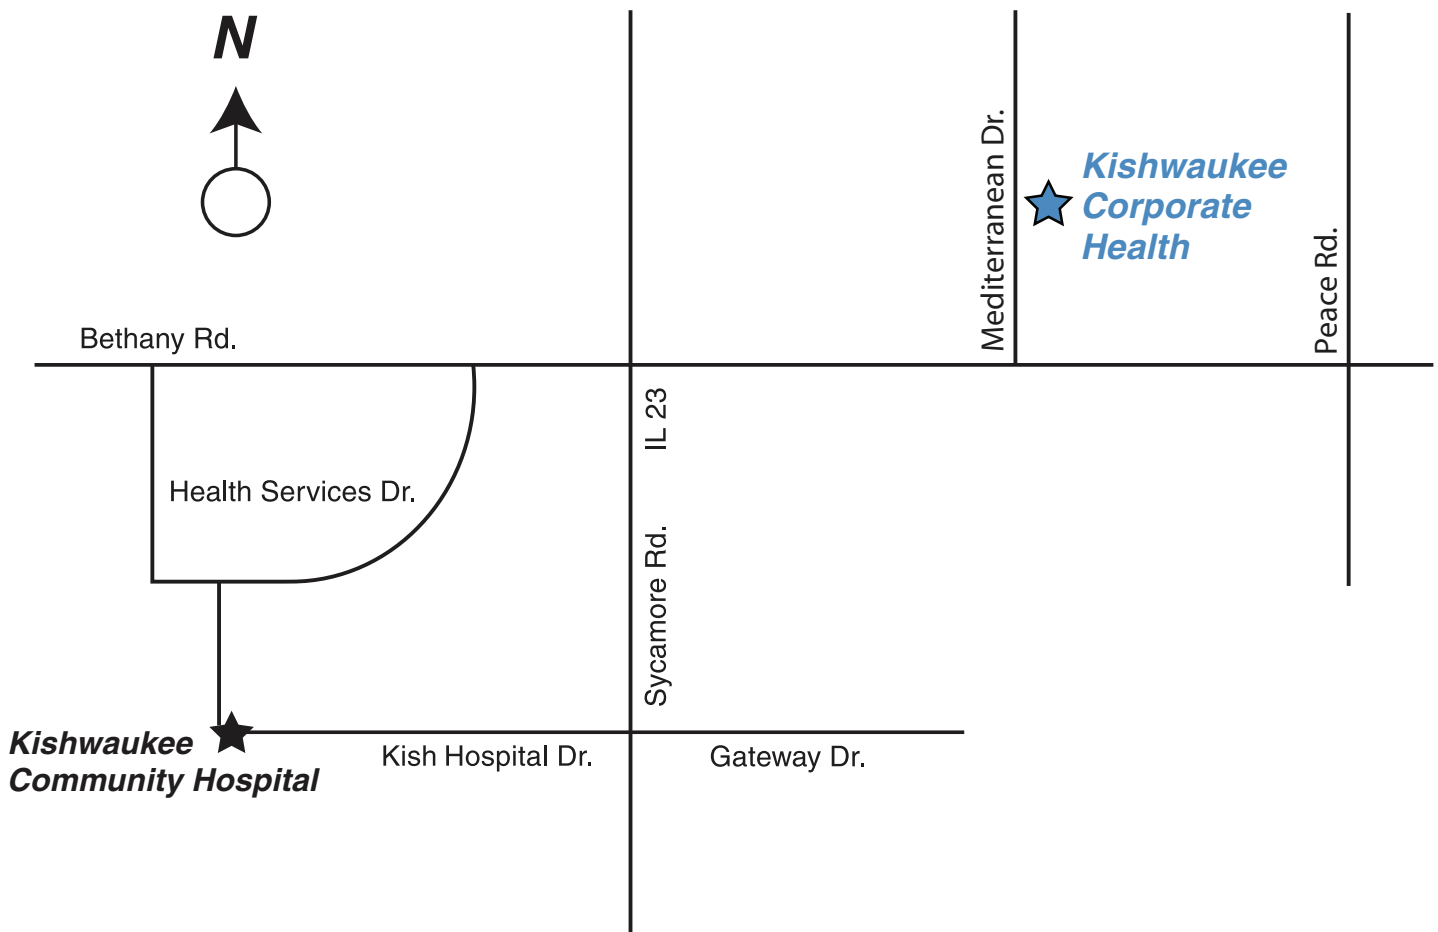 N
Mediterranean Dr.
Kishwaukee
Corporate
Health
Peace Rd.
Bethany Rd.
IL 23
Health Services Dr.
Sycamore Rd.
Kishwaukee
Community Hospital
Kish Hospital Dr.
Gateway Dr.